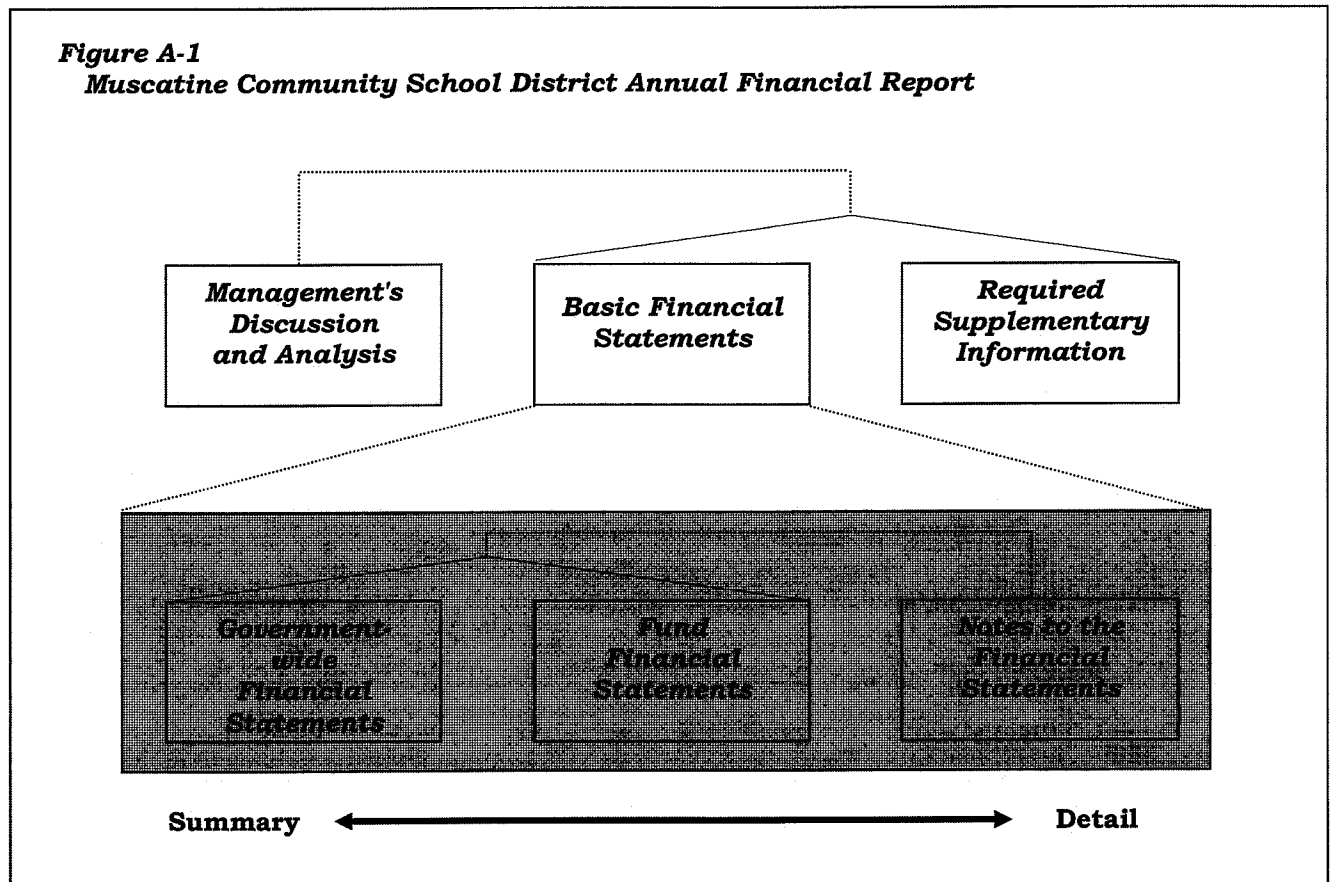 Figure A-1
Muscatine Community School District Annual Financial Report
Management's
Discussion
and Analysis
Basic Financial
Statements
Required
Supplementary
Information
Government-
wide
Financial
Statements
Fund
Financial
Statements
Notes to the
Financial
Statements
Summary
Detail